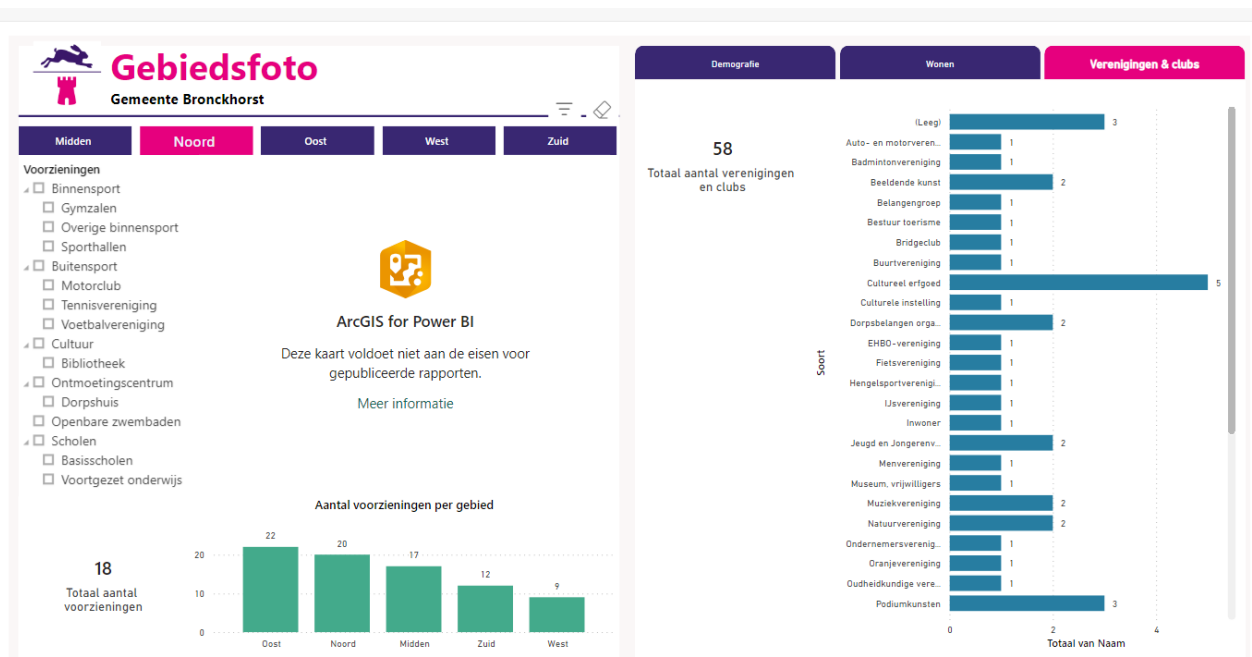 Gebiedsfoto
Gemeente Bronckhorst
Midden
Noord
Oost
West
Zuid
Voorzieningen
Binnensport
Gymzalen
Overige binnensport
Sporthallen
Buitensport
Motorclub
Tennisvereniging
Voetbalvereniging
Cultuur
Bibliotheek
Ontmoetingscentrum
Dorpshuis
Openbare zwembaden
Scholen
Basisscholen
Voortgezet onderwijs
ArcGIS for Power BI
Deze kaart voldoet niet aan de eisen voor
gepubliceerde rapporten.
Meer informatie
18
Totaal aantal
voorzieningen
Aantal voorzieningen per gebied
20
10
0
22
20
17
12
9
Oost
Noord
Midden
Zuid
West
Demografie
Wonen
Verenigingen & clubs
58
Totaal aantal verenigingen
en clubs
Soort
(Leeg) 3
Auto- en motorveren... 1
Badmintonvereniging 1
Beeldende kunst 2
Belangengroep 1
Bestuur toerisme 1
Bridgeclub 1
Buurtvereniging 1
Cultureel erfgoed 5
Culturele instelling 1
Dorpsbelangen orga... 2
EHBO-vereniging 1
Fietsvereniging 1
Hengelsportverenigi... 1
IJsvereniging 1
Inwoner 1
Jeugd en Jongerenv... 2
Menvereniging 1
Museum, vrijwilligers 1
Muziekvereniging 2
Natuurvereniging 2
Ondernemersverenig... 1
Oranjevereniging 1
Oudheidkundige vere... 1
Podiumkunsten 3
0
2
4
Totaal van Naam